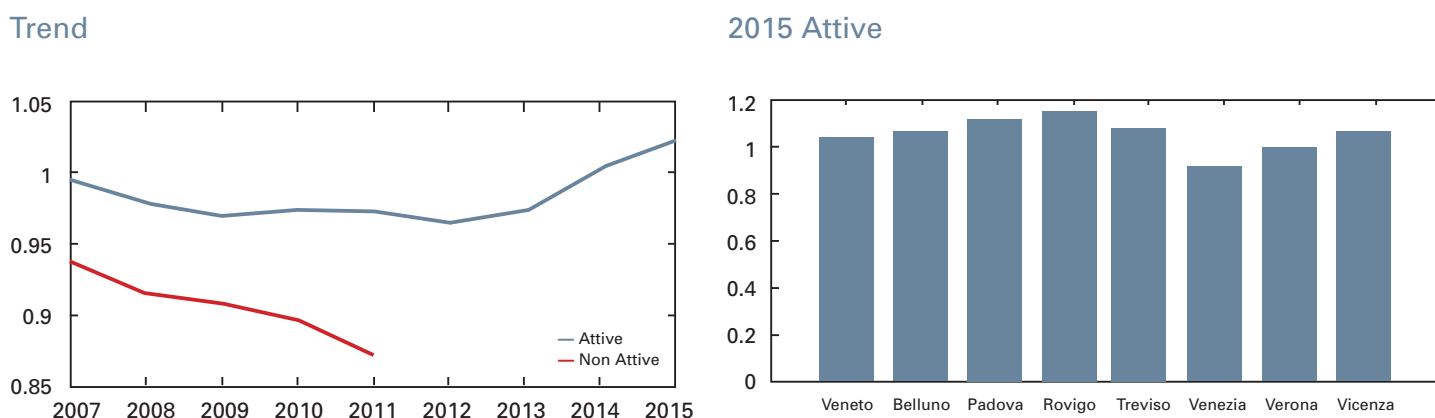 Trend
1.05
1
0.95
0.9
0.85
2007 2008 2009 2010 2011 2012 2013 2014 2015
Attive
Non Attive
2015 Attive
1.2
1
0.8
0.6
0.4
0.2
0
Veneto Belluno Padova Rovigo Treviso Venezia Verona Vicenza